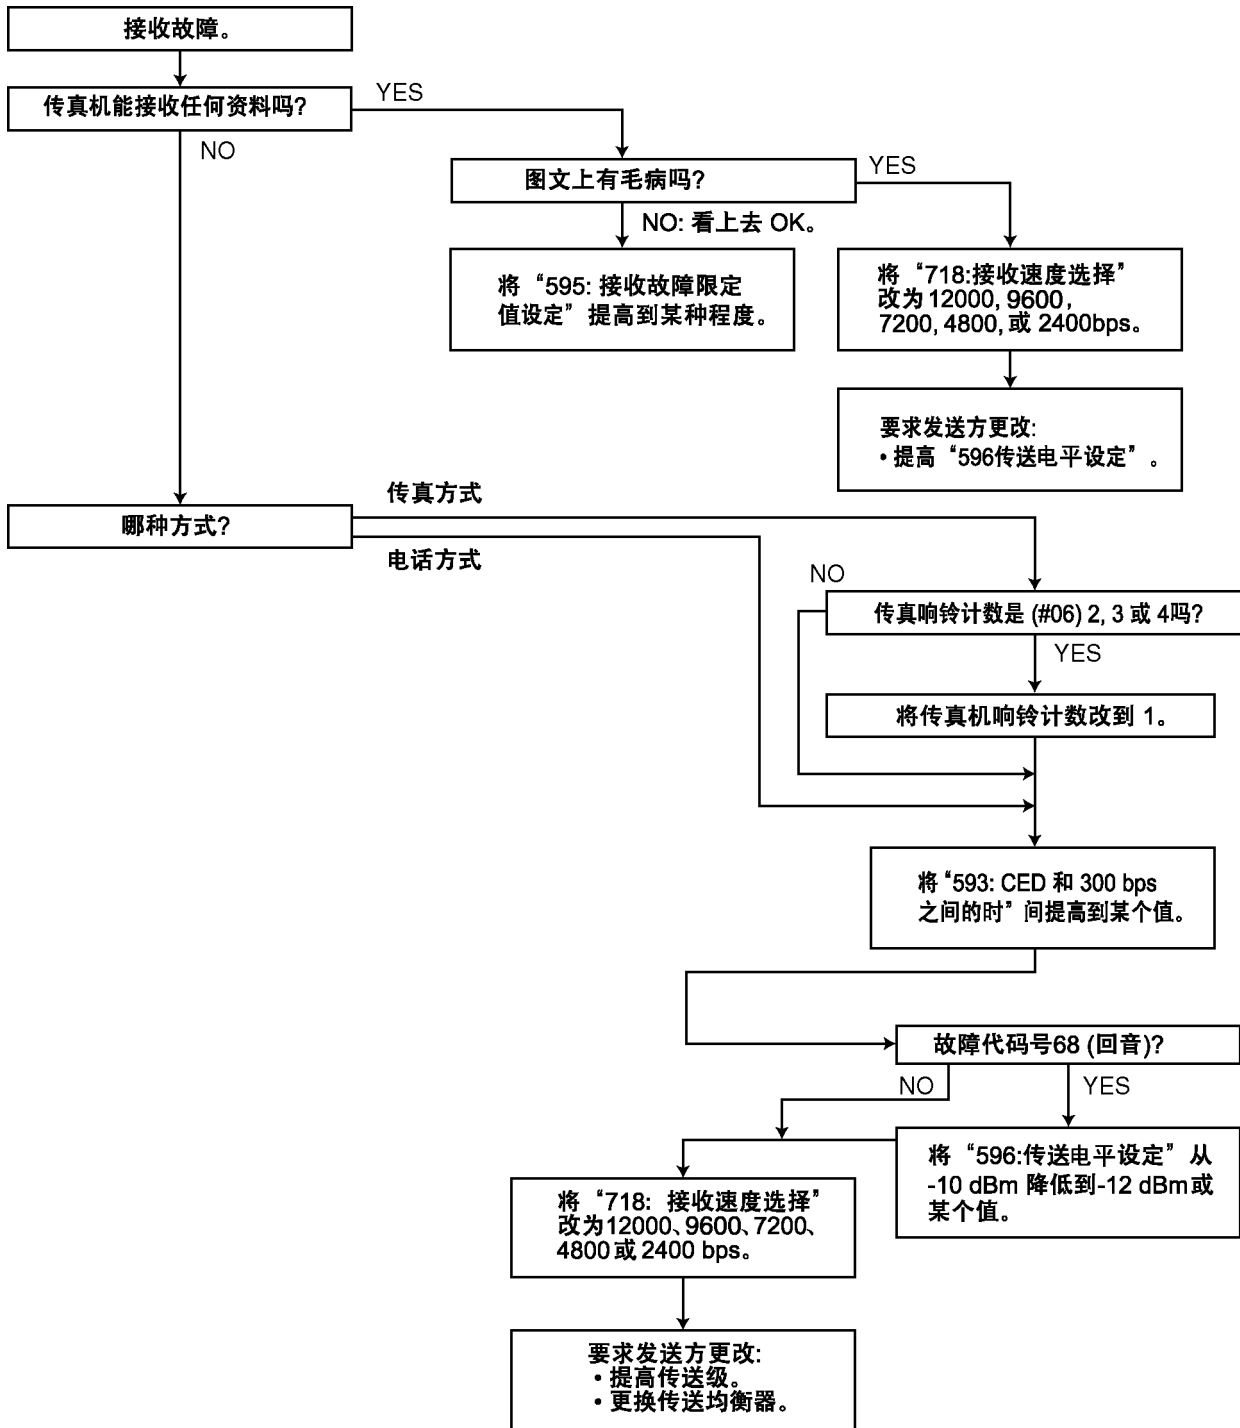 接收故障。
传真机能接收任何资料吗?
YES
NO
图文上有毛病吗?
YES
NO: 看上去 OK。
将“595: 接收故障限定
值设定”提高到某种程度。
将“718:接收速度选择”
改为12000, 9600,
7200, 4800, 或 2400bps。
要求发送方更改:
• 提高“596传送电平设定”。
哪种方式?
传真方式
电话方式
NO
传真响铃计数是 (#06) 2, 3 或 4吗?
YES
将传真机响铃计数改到 1。
将“593: CED 和 300 bps
之间的时”间提高到某个值。
故障代码号68 (回音)?
NO
YES
将“596:传送电平设定”从
-10 dBm 降低到-12 dBm或
某个值。
将“718: 接收速度选择”
改为12000、9600、7200、
4800或 2400 bps。
要求发送方更改:
• 提高传送级。
• 更换传送均衡器。